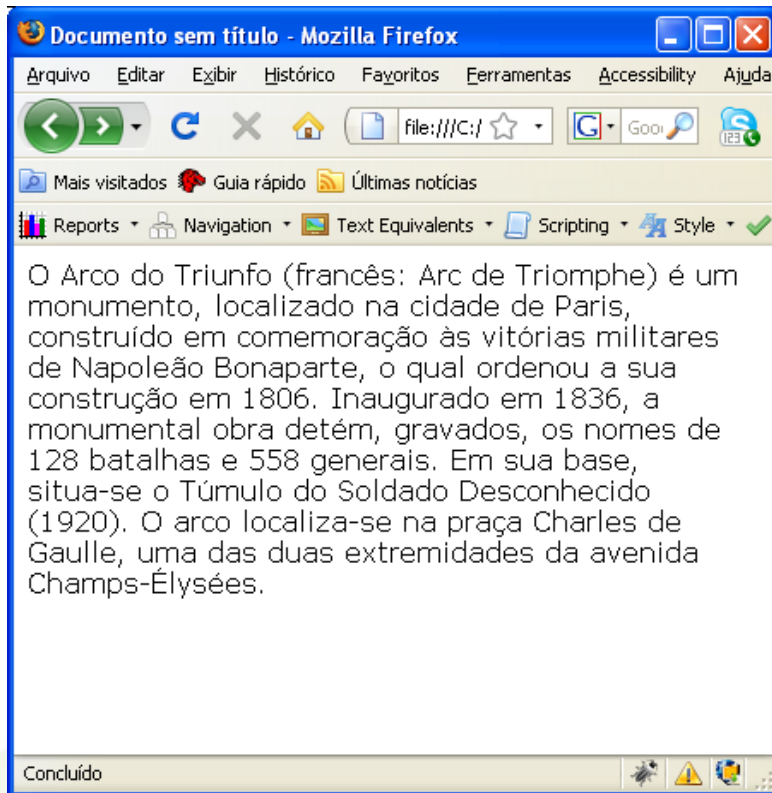 Documento sem título - Mozilla Firefox
Arquivo Editar Exibir Histórico Favoritos Ferramentas Accessibility Ajuda
file:///C:/ G Goo
123
Mais visitados Guia rápido Últimas notícias
Reports Navigation Text Equivalents Scripting Style
O Arco do Triunfo (francês: Arc de Triomphe) é um
monumento, localizado na cidade de Paris,
construído em comemoração às vitórias militares
de Napoleão Bonaparte, o qual ordenou a sua
construção em 1806. Inaugurado em 1836, a
monumental obra detém, gravados, os nomes de
128 batalhas e 558 generais. Em sua base,
situa-se o Túmulo do Soldado Desconhecido
(1920). O arco localiza-se na praça Charles de
Gaulle, uma das duas extremidades da avenida
Champs-Élysées.
Concluído